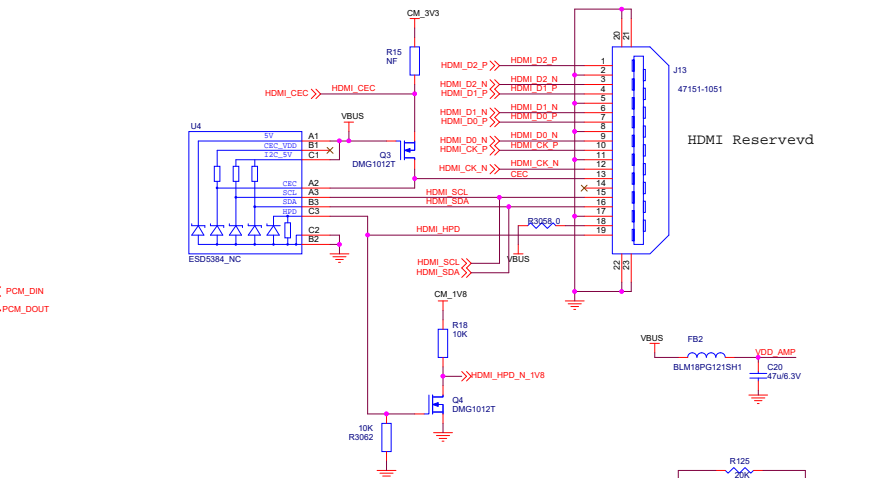 CM_3V3
R15
NF
HDMI_CEC
HDMI_CEC
VBUS
U4
5V
A1
CEC_VDD
B1
I2C_5V
C1
CEC
A2
SCL
A3
SDA
B3
HPD
C3
C2
B2
ESD5384_NC
Q3
DMG1012T
HDMI_D2_P
HDMI_D2_P
HDMI_D2_N
HDMI_D2_N
HDMI_D1_P
HDMI_D1_P
HDMI_D1_N
HDMI_D1_N
HDMI_D0_P
HDMI_D0_P
HDMI_D0_N
HDMI_D0_N
HDMI_CK_P
HDMI_CK_P
HDMI_CK_N
HDMI_CK_N
CEC
HDMI_SCL
HDMI_SDA
R3058 0
HDMI_HPD
HDMI_SCL
HDMI_SDA
VBUS
20
21
1
2
3
4
5
6
7
8
9
10
11
12
13
14
15
16
17
18
19
22
23
J13
47151-1051
HDMI Reservevd
PCM_DIN
PCM_DOUT
CM_1V8
R18
10K
HDMI_HPD_N_1V8
Q4
DMG1012T
10K
R3062
VBUS
FB2
BLM18PG121SH1
VDD_AMP
C20
47u/6.3V
R125
20K